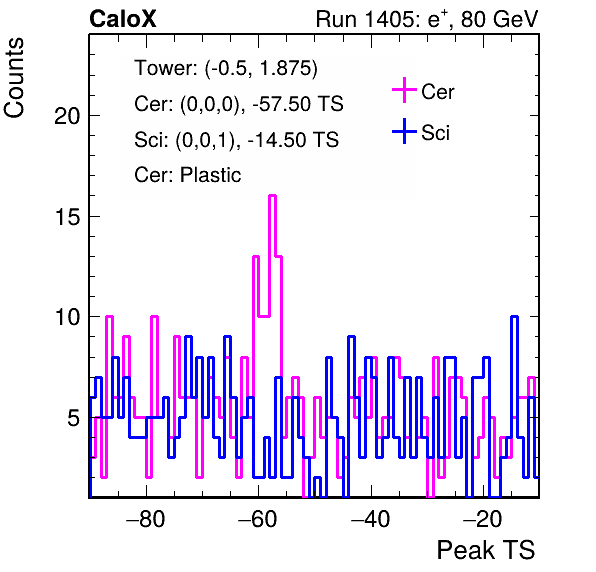 CaloX Run 1405: e⁺, 80 GeV
Counts
Tower: (-0.5, 1.875)
Cer: (0,0,0), -57.50 TS
Sci: (0,0,1), -14.50 TS
Cer: Plastic
Cer
Sci
20
15
10
5
−80 −60 −40 −20
Peak TS